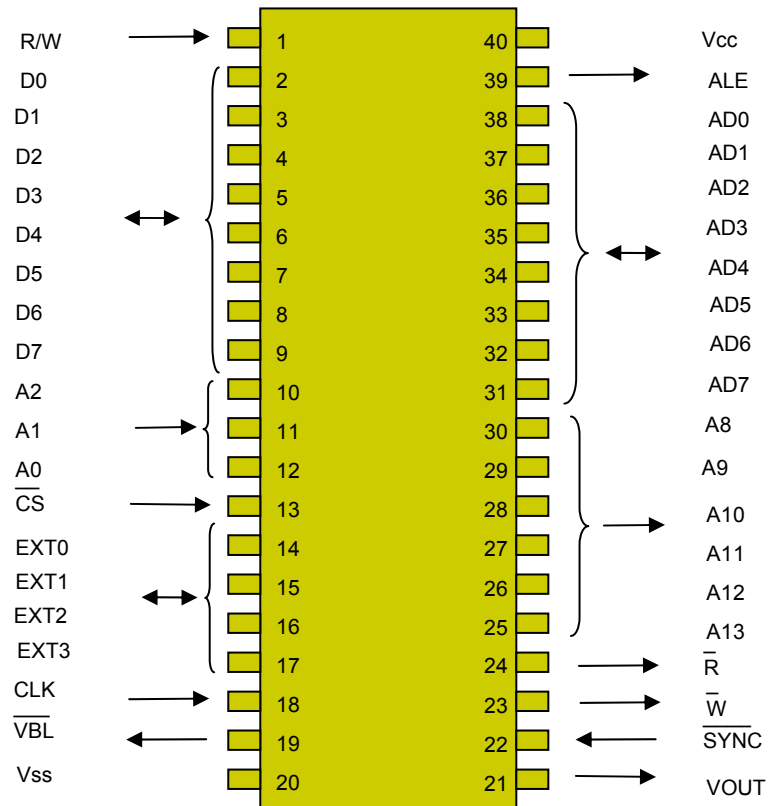 R/W 1 40 Vcc
D0 2 39 ALE
D1 3 38 AD0
D2 4 37 AD1
D3 5 36 AD2
D4 6 35 AD3
D5 7 34 AD4
D6 8 33 AD5
D7 9 32 AD6
A2 10 31 AD7
A1 11 30 A8
A0 12 29 A9
C̅S̅ 13 28 A10
EXT0 14 27 A11
EXT1 15 26 A12
EXT2 16 25 A13
EXT3 17 24 R̅
CLK 18 23 W̅
V̅B̅L̅ 19 22 S̅Y̅N̅C̅
Vss 20 21 VOUT